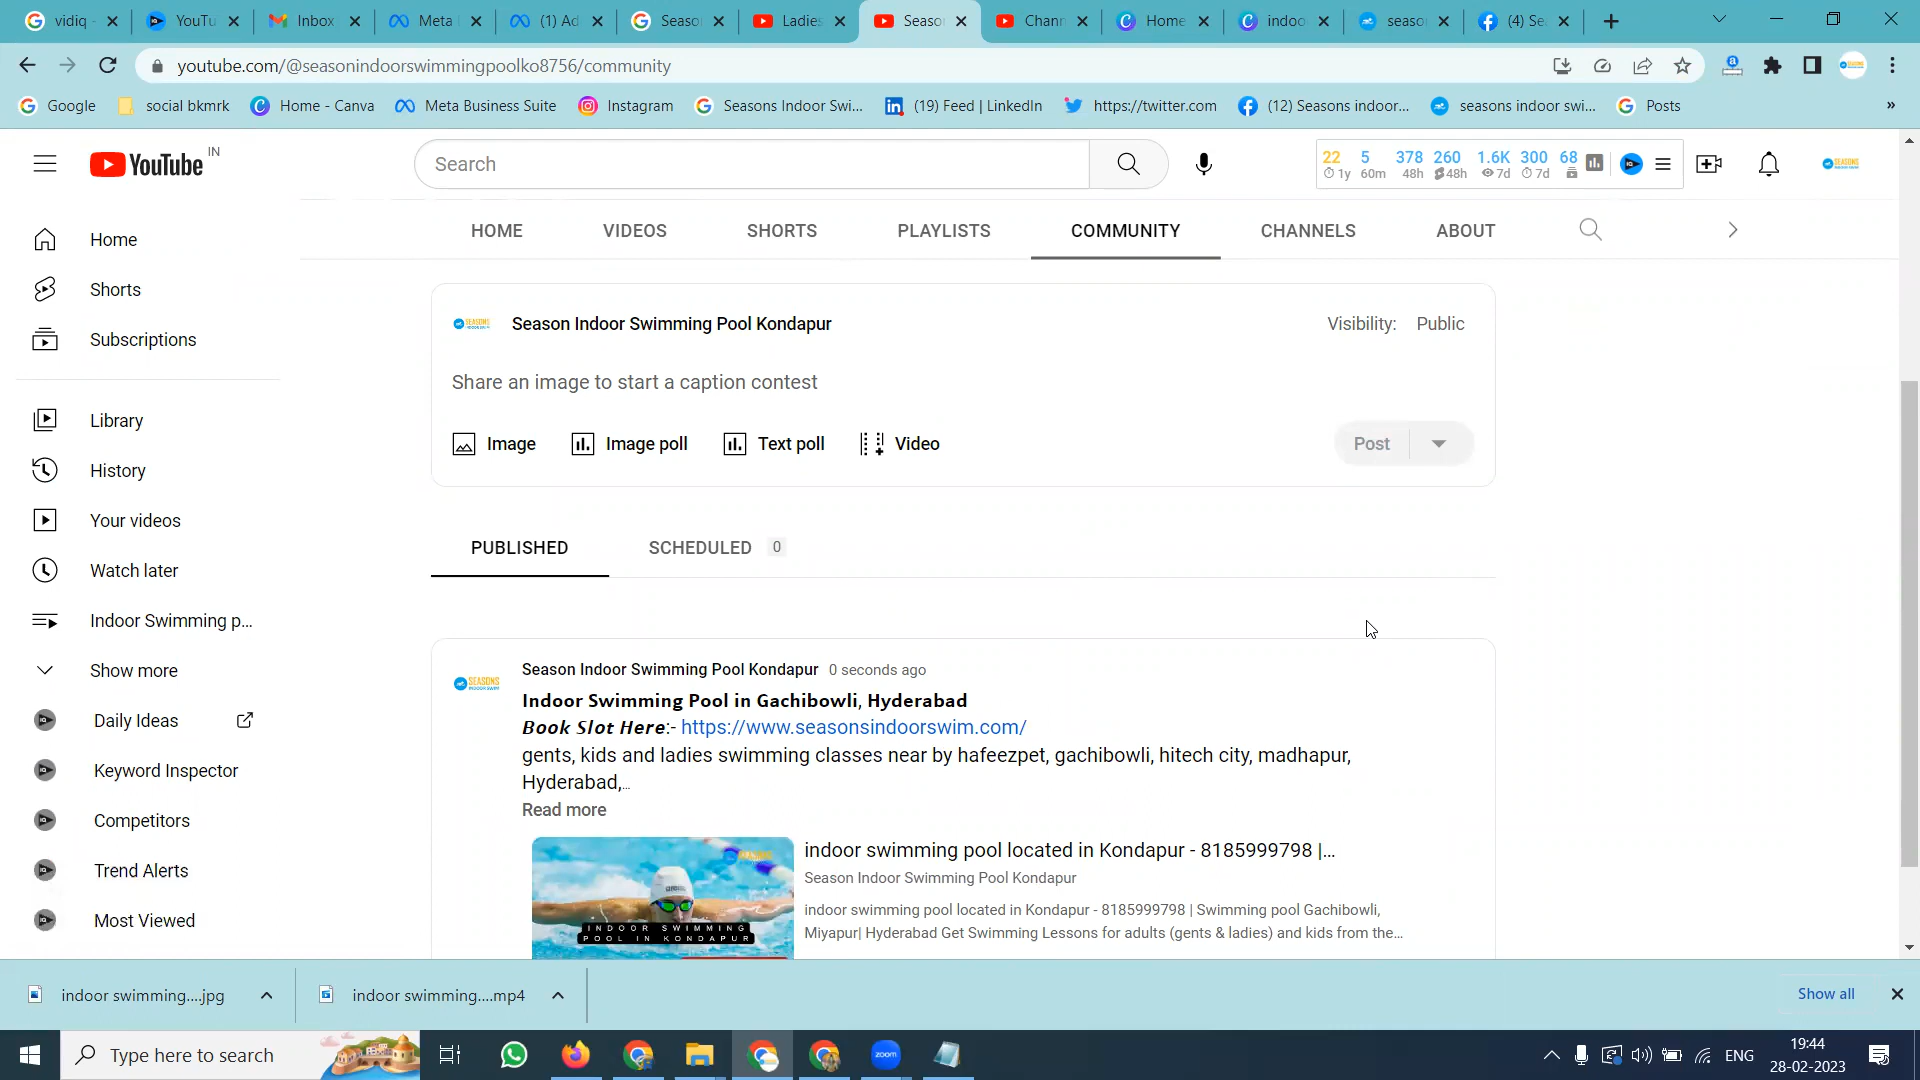 vidiq
YouTu
Inbox
Meta
(1) Ad
Seaso
Ladies
Seaso
Chann
Home
indoo
seaso
(4) Se
youtube.com/@seasonindoorswimmingpoolko8756/community
Google
social bkmrk
Home - Canva
Meta Business Suite
Instagram
Seasons Indoor Swi...
(19) Feed | LinkedIn
https://twitter.com
(12) Seasons indoor...
seasons indoor swi...
Posts
»
YouTube IN
Search
22 5 378 260 1.6K 300 68
1y 60m 48h 48h 7d 7d
Home
Shorts
Subscriptions
Library
History
Your videos
Watch later
Indoor Swimming p...
Show more
Daily Ideas
Keyword Inspector
Competitors
Trend Alerts
Most Viewed
HOME
VIDEOS
SHORTS
PLAYLISTS
COMMUNITY
CHANNELS
ABOUT
Season Indoor Swimming Pool Kondapur
Visibility: Public
Share an image to start a caption contest
Image
Image poll
Text poll
Video
Post
PUBLISHED
SCHEDULED 0
SEASONS
INDOOR SWIM
Season Indoor Swimming Pool Kondapur 0 seconds ago
Indoor Swimming Pool in Gachibowli, Hyderabad
Book Slot Here:- https://www.seasonsindoorswim.com/
gents, kids and ladies swimming classes near by hafeezpet, gachibowli, hitech city, madhapur,
Hyderabad,...
Read more
INDOOR SWIMMING
POOL IN KONDAPUR
indoor swimming pool located in Kondapur - 8185999798 |...
Season Indoor Swimming Pool Kondapur
indoor swimming pool located in Kondapur - 8185999798 | Swimming pool Gachibowli,
Miyapur| Hyderabad Get Swimming Lessons for adults (gents & ladies) and kids from the...
indoor swimming....jpg
indoor swimming....mp4
Show all
Type here to search
zoom
ENG
19:44
28-02-2023